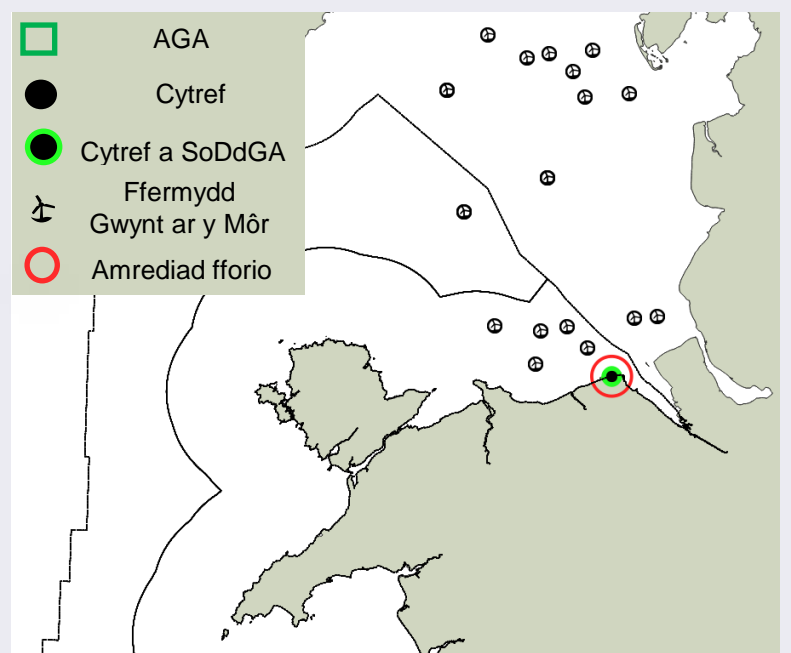 AGA
Cytref
Cytref a SoDdGA
Ffermydd
Gwynt ar y Môr
Amrediad fforio